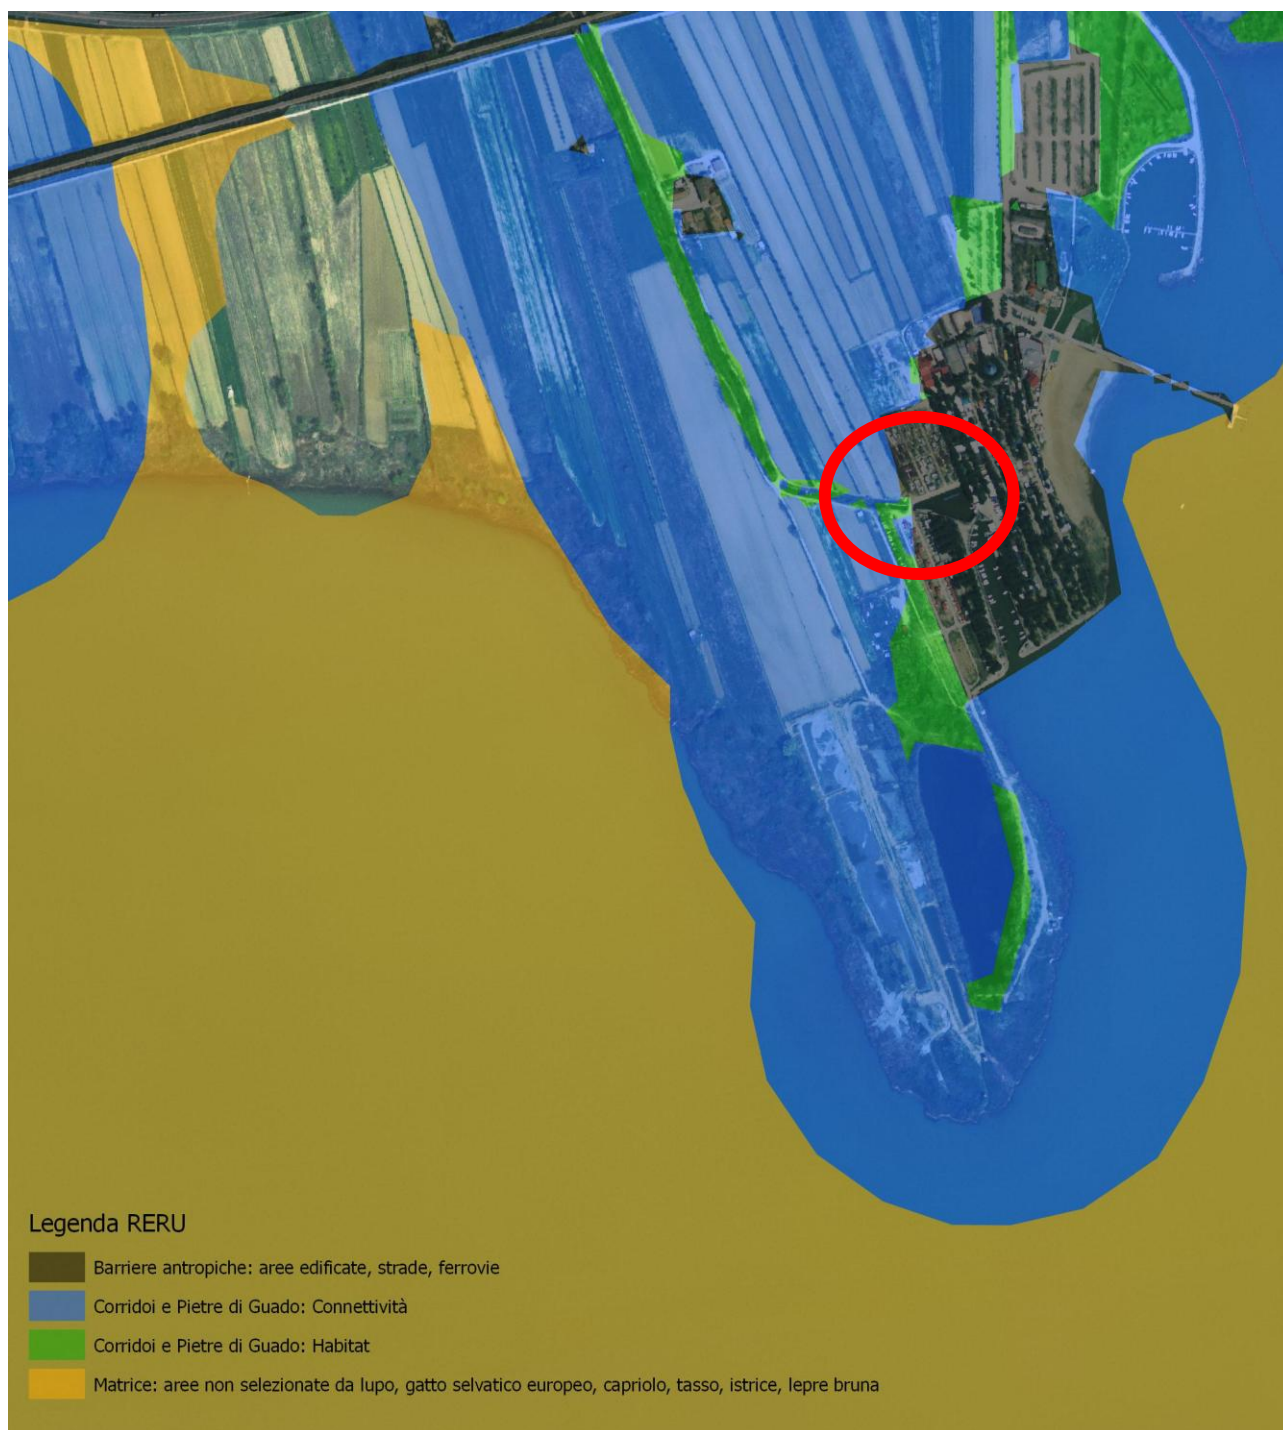 Legenda RERU
Barriere antropiche: aree edificate, strade, ferrovie
Corridoi e Pietre di Guado: Connettività
Corridoi e Pietre di Guado: Habitat
Matrice: aree non selezionate da lupo, gatto selvatico europeo, capriolo, tasso, istrice, lepre bruna